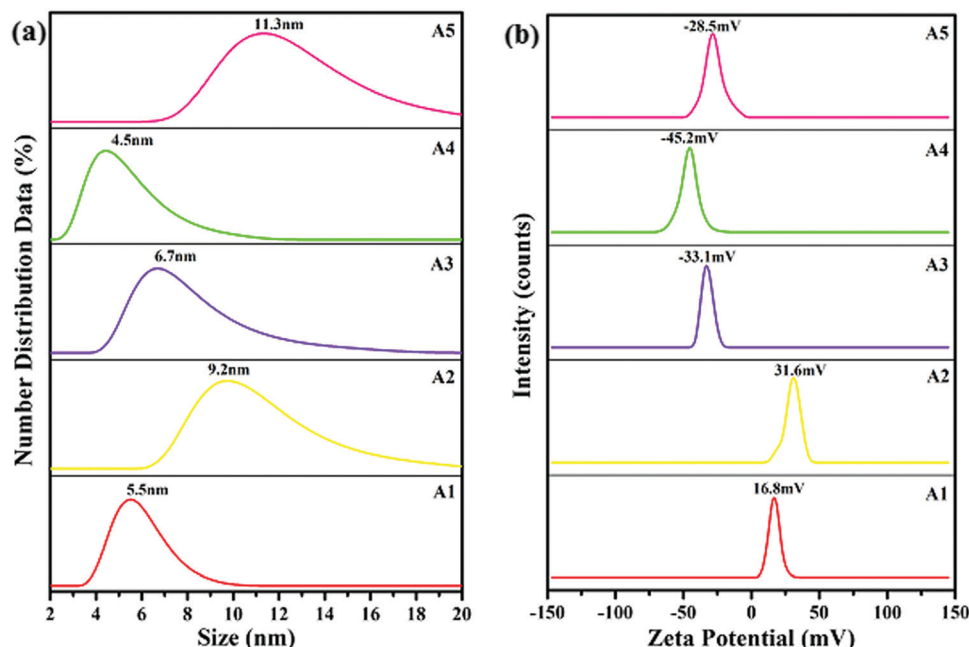 (a)
Number Distribution Data (%)
11.3nm
A5
4.5nm
A4
6.7nm
A3
9.2nm
A2
5.5nm
A1
2 4 6 8 10 12 14 16 18 20
Size (nm)
(b)
Intensity (counts)
-28.5mV
A5
-45.2mV
A4
-33.1mV
A3
31.6mV
A2
16.8mV
A1
-150 -100 -50 0 50 100 150
Zeta Potential (mV)